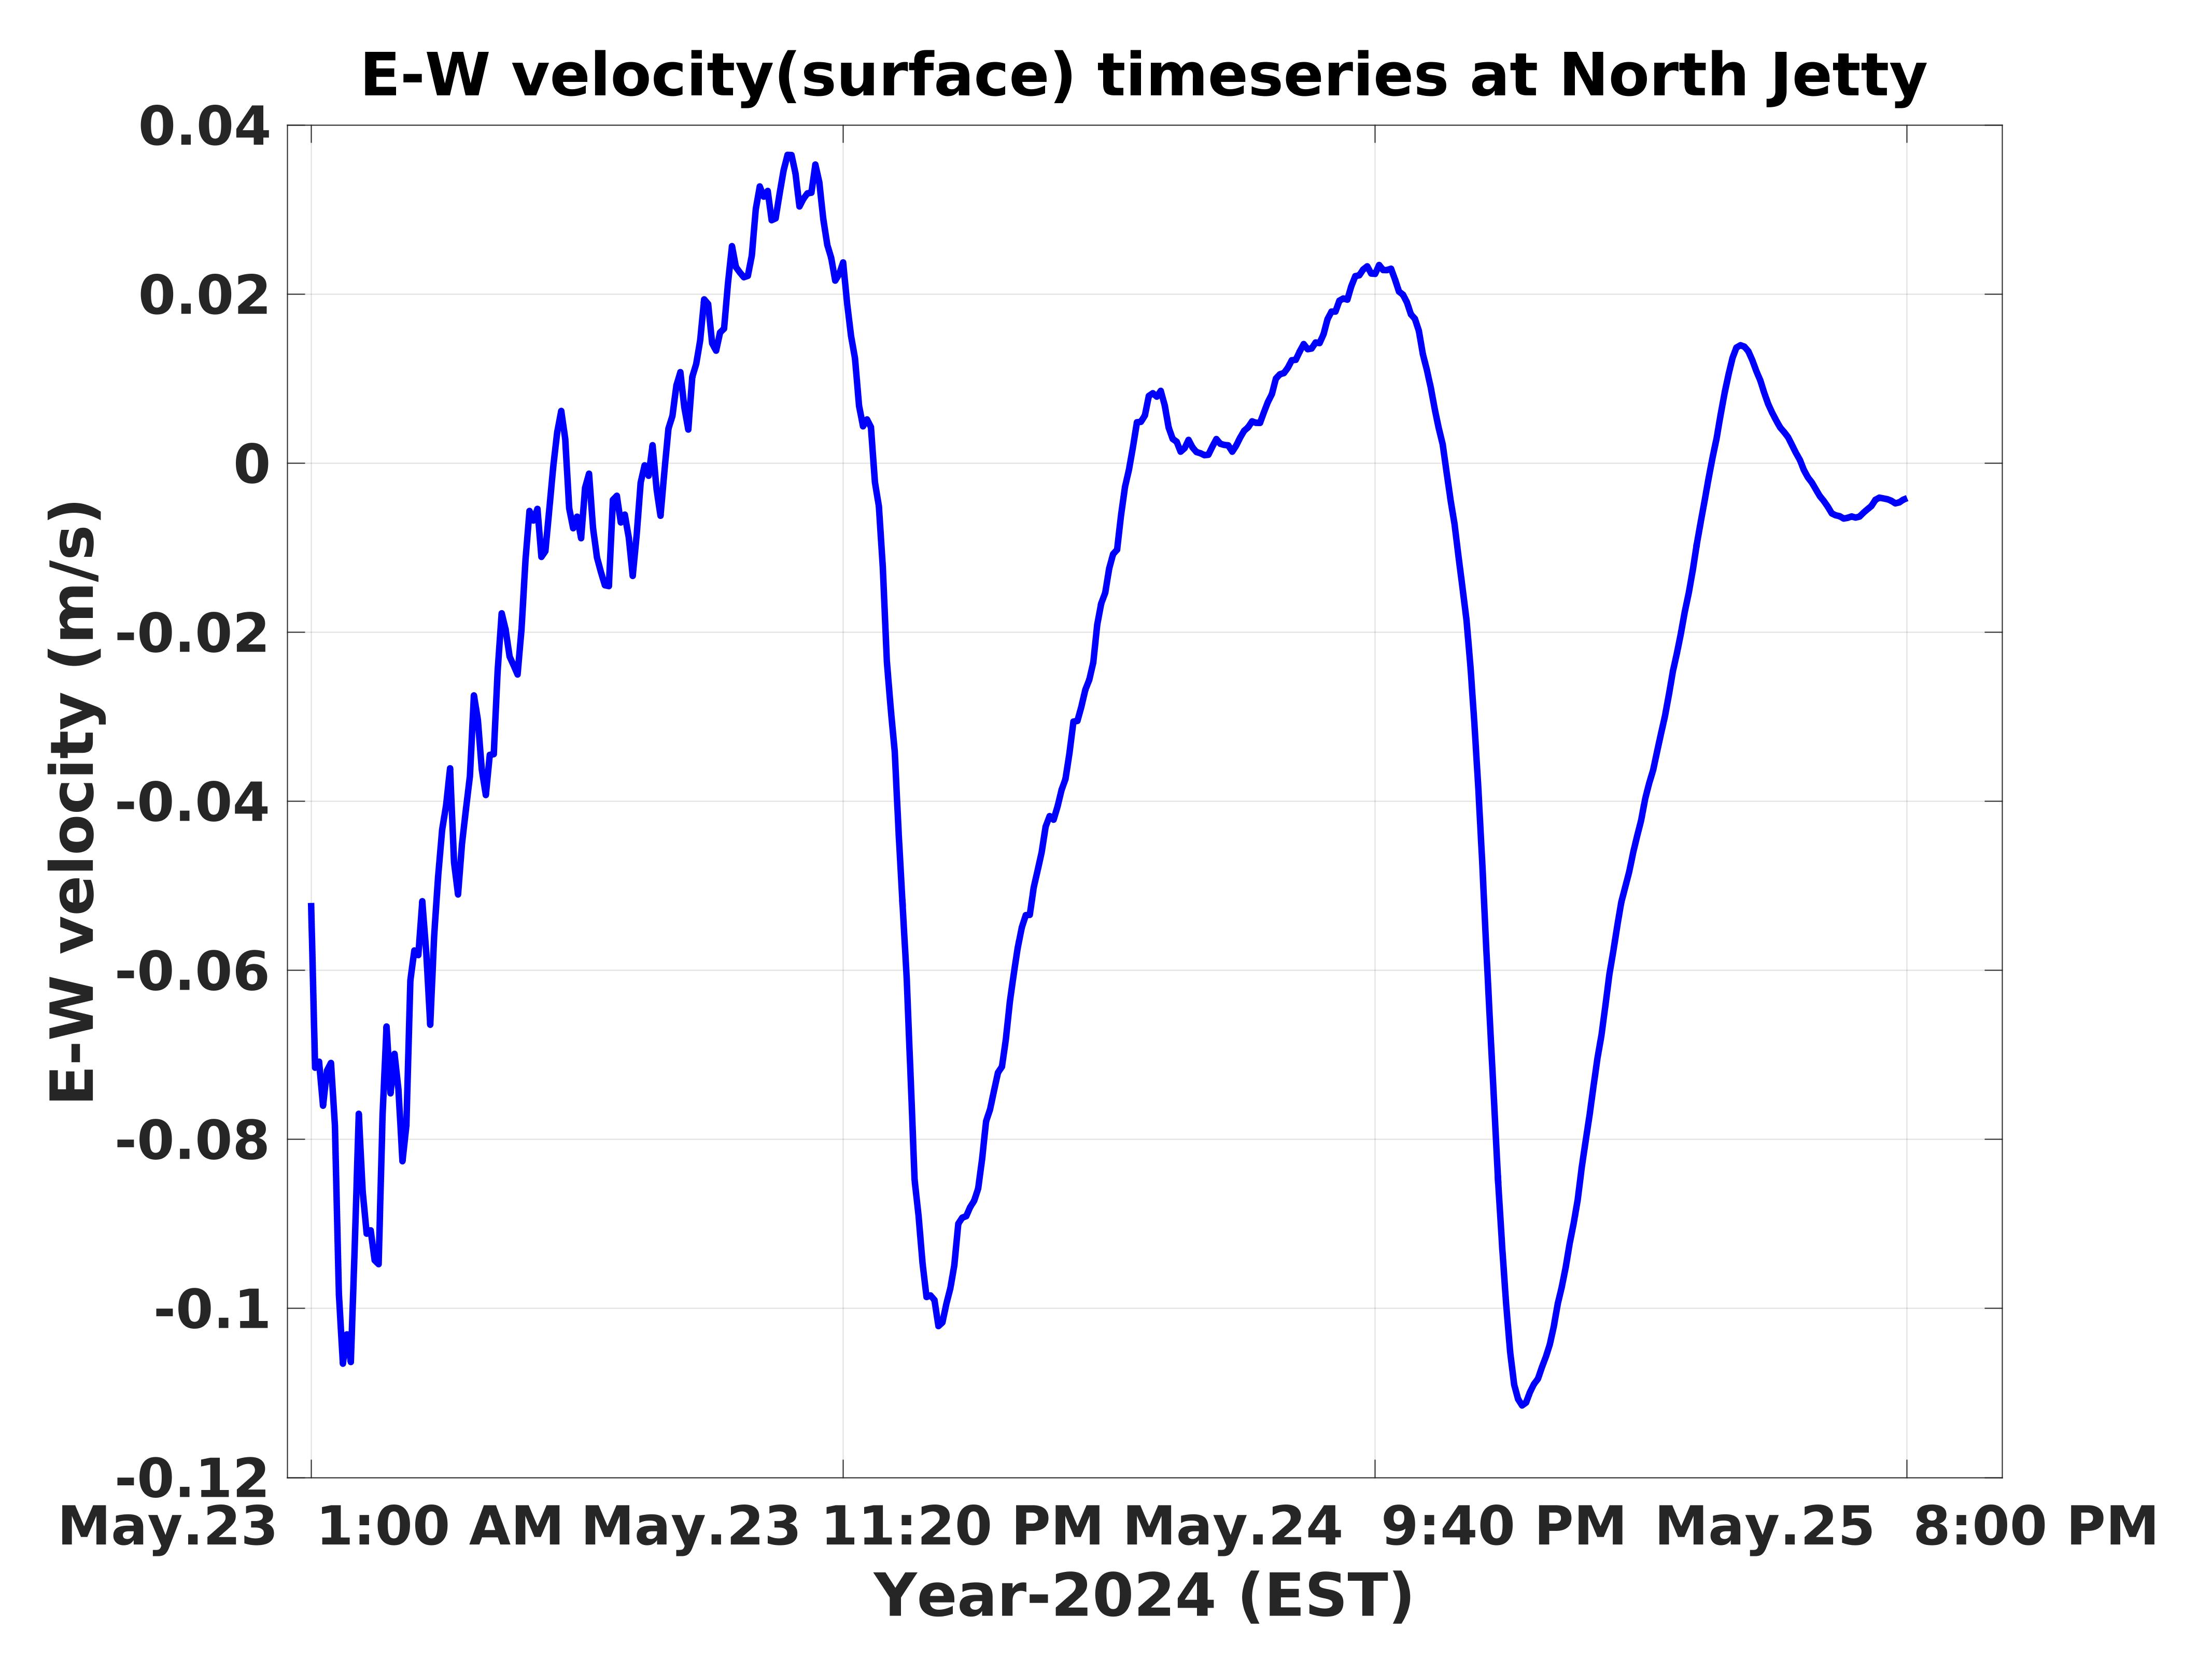 E-W velocity(surface) timeseries at North Jetty
E-W velocity (m/s)
0.04
0.02
0
-0.02
-0.04
-0.06
-0.08
-0.1
-0.12
May.23 1:00 AM May.23 11:20 PM May.24 9:40 PM May.25 8:00 PM
Year-2024 (EST)